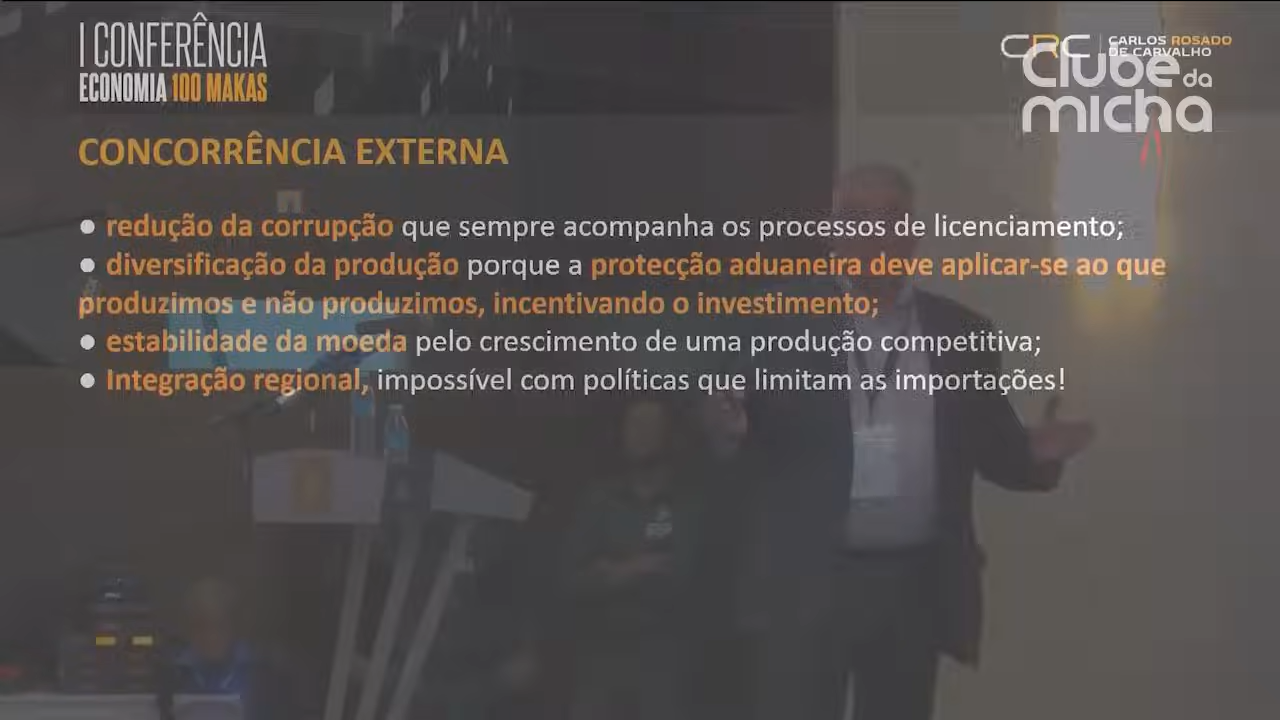 I CONFERÊNCIA
ECONOMIA 100 MAKAS
CRC CARLOS ROSADO
DE CARVALHO
Clube da
micha
CONCORRÊNCIA EXTERNA
● redução da corrupção que sempre acompanha os processos de licenciamento;
● diversificação da produção porque a protecção aduaneira deve aplicar-se ao que
produzimos e não produzimos, incentivando o investimento;
● estabilidade da moeda pelo crescimento de uma produção competitiva;
● Integração regional, impossível com políticas que limitam as importações!